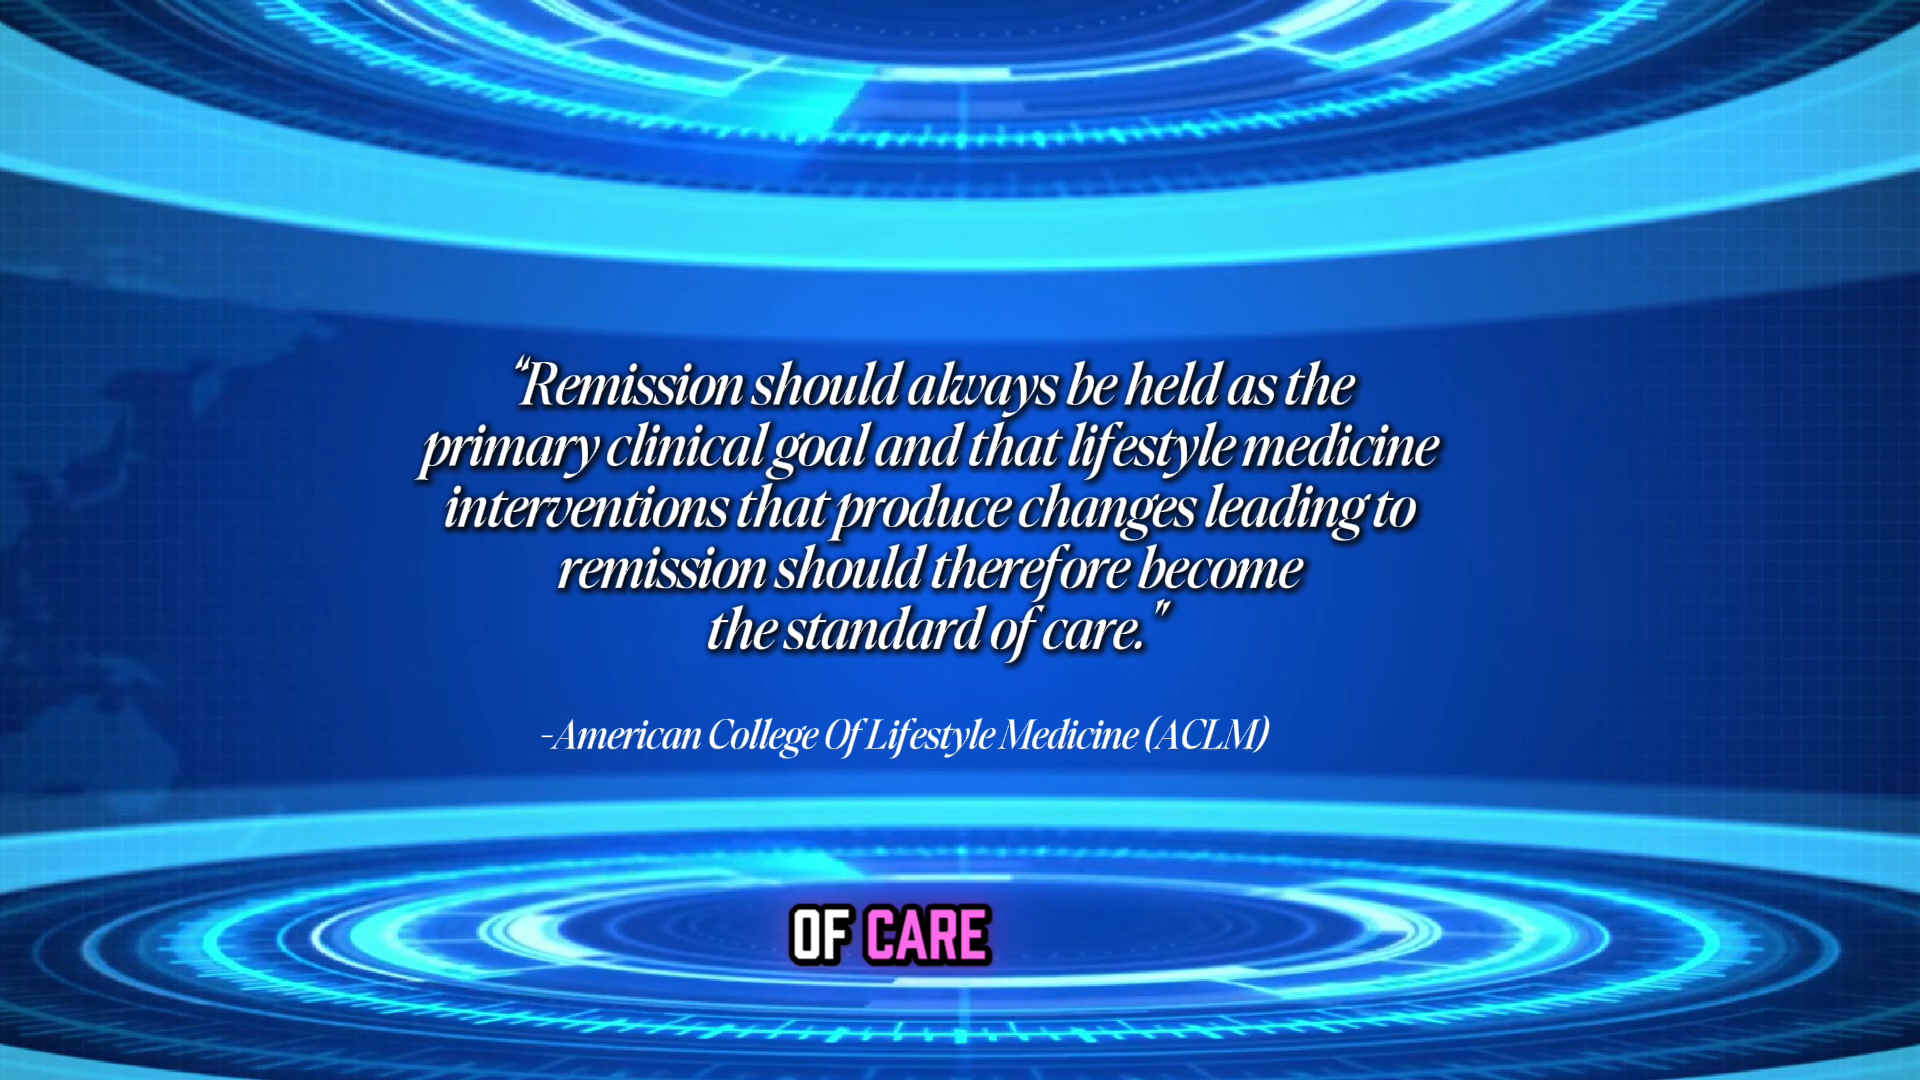 “Remission should always be held as the
primary clinical goal and that lifestyle medicine
interventions that produce changes leading to
remission should therefore become
the standard of care."
-American College Of Lifestyle Medicine (ACLM)
OF CARE